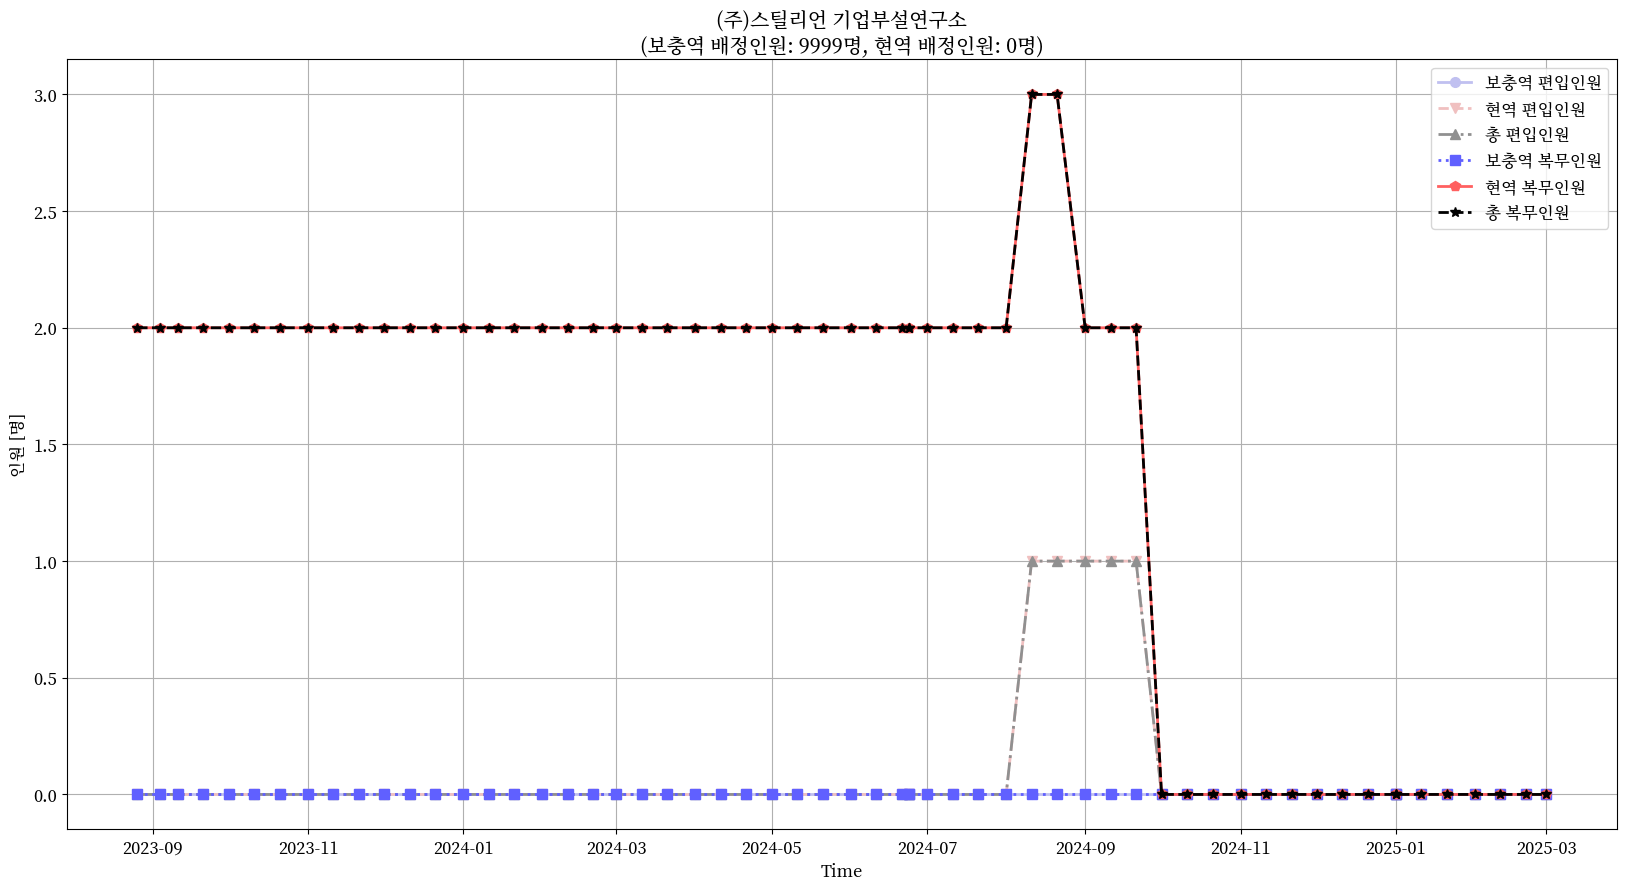 (주)스틸리언 기업부설연구소
(보충역 배정인원: 9999명, 현역 배정인원: 0명)
보충역 편입인원
현역 편입인원
총 편입인원
보충역 복무인원
현역 복무인원
총 복무인원
인원 [명]
3.0
2.5
2.0
1.5
1.0
0.5
0.0
2023-09
2023-11
2024-01
2024-03
2024-05
2024-07
2024-09
2024-11
2025-01
2025-03
Time